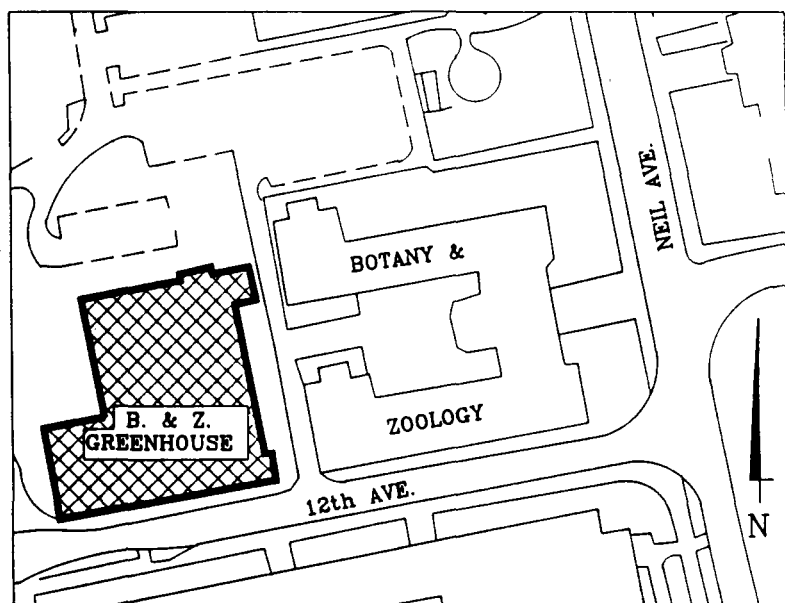 NEIL AVE.
BOTANY &
B. & Z.
GREENHOUSE
ZOOLOGY
12th AVE.
N